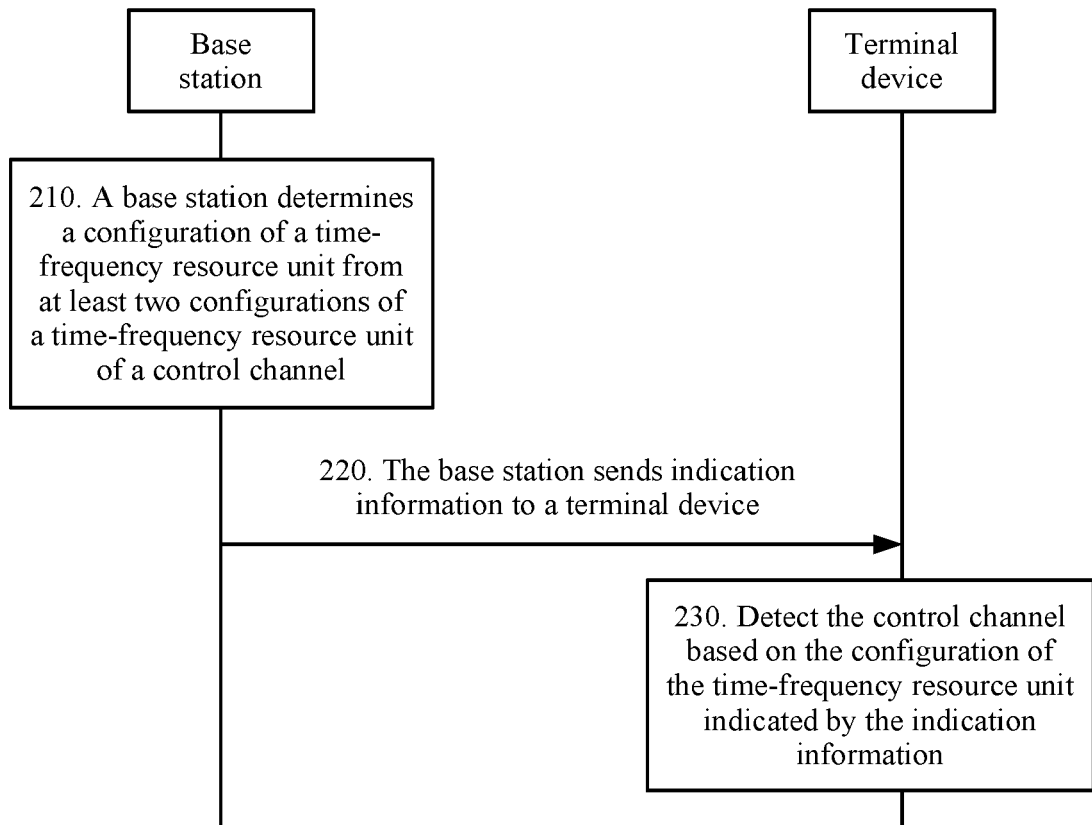 Base
station
Terminal
device
210. A base station determines
a configuration of a time-
frequency resource unit from
at least two configurations of
a time-frequency resource unit
of a control channel
220. The base station sends indication
information to a terminal device
230. Detect the control channel
based on the configuration of
the time-frequency resource unit
indicated by the indication
information